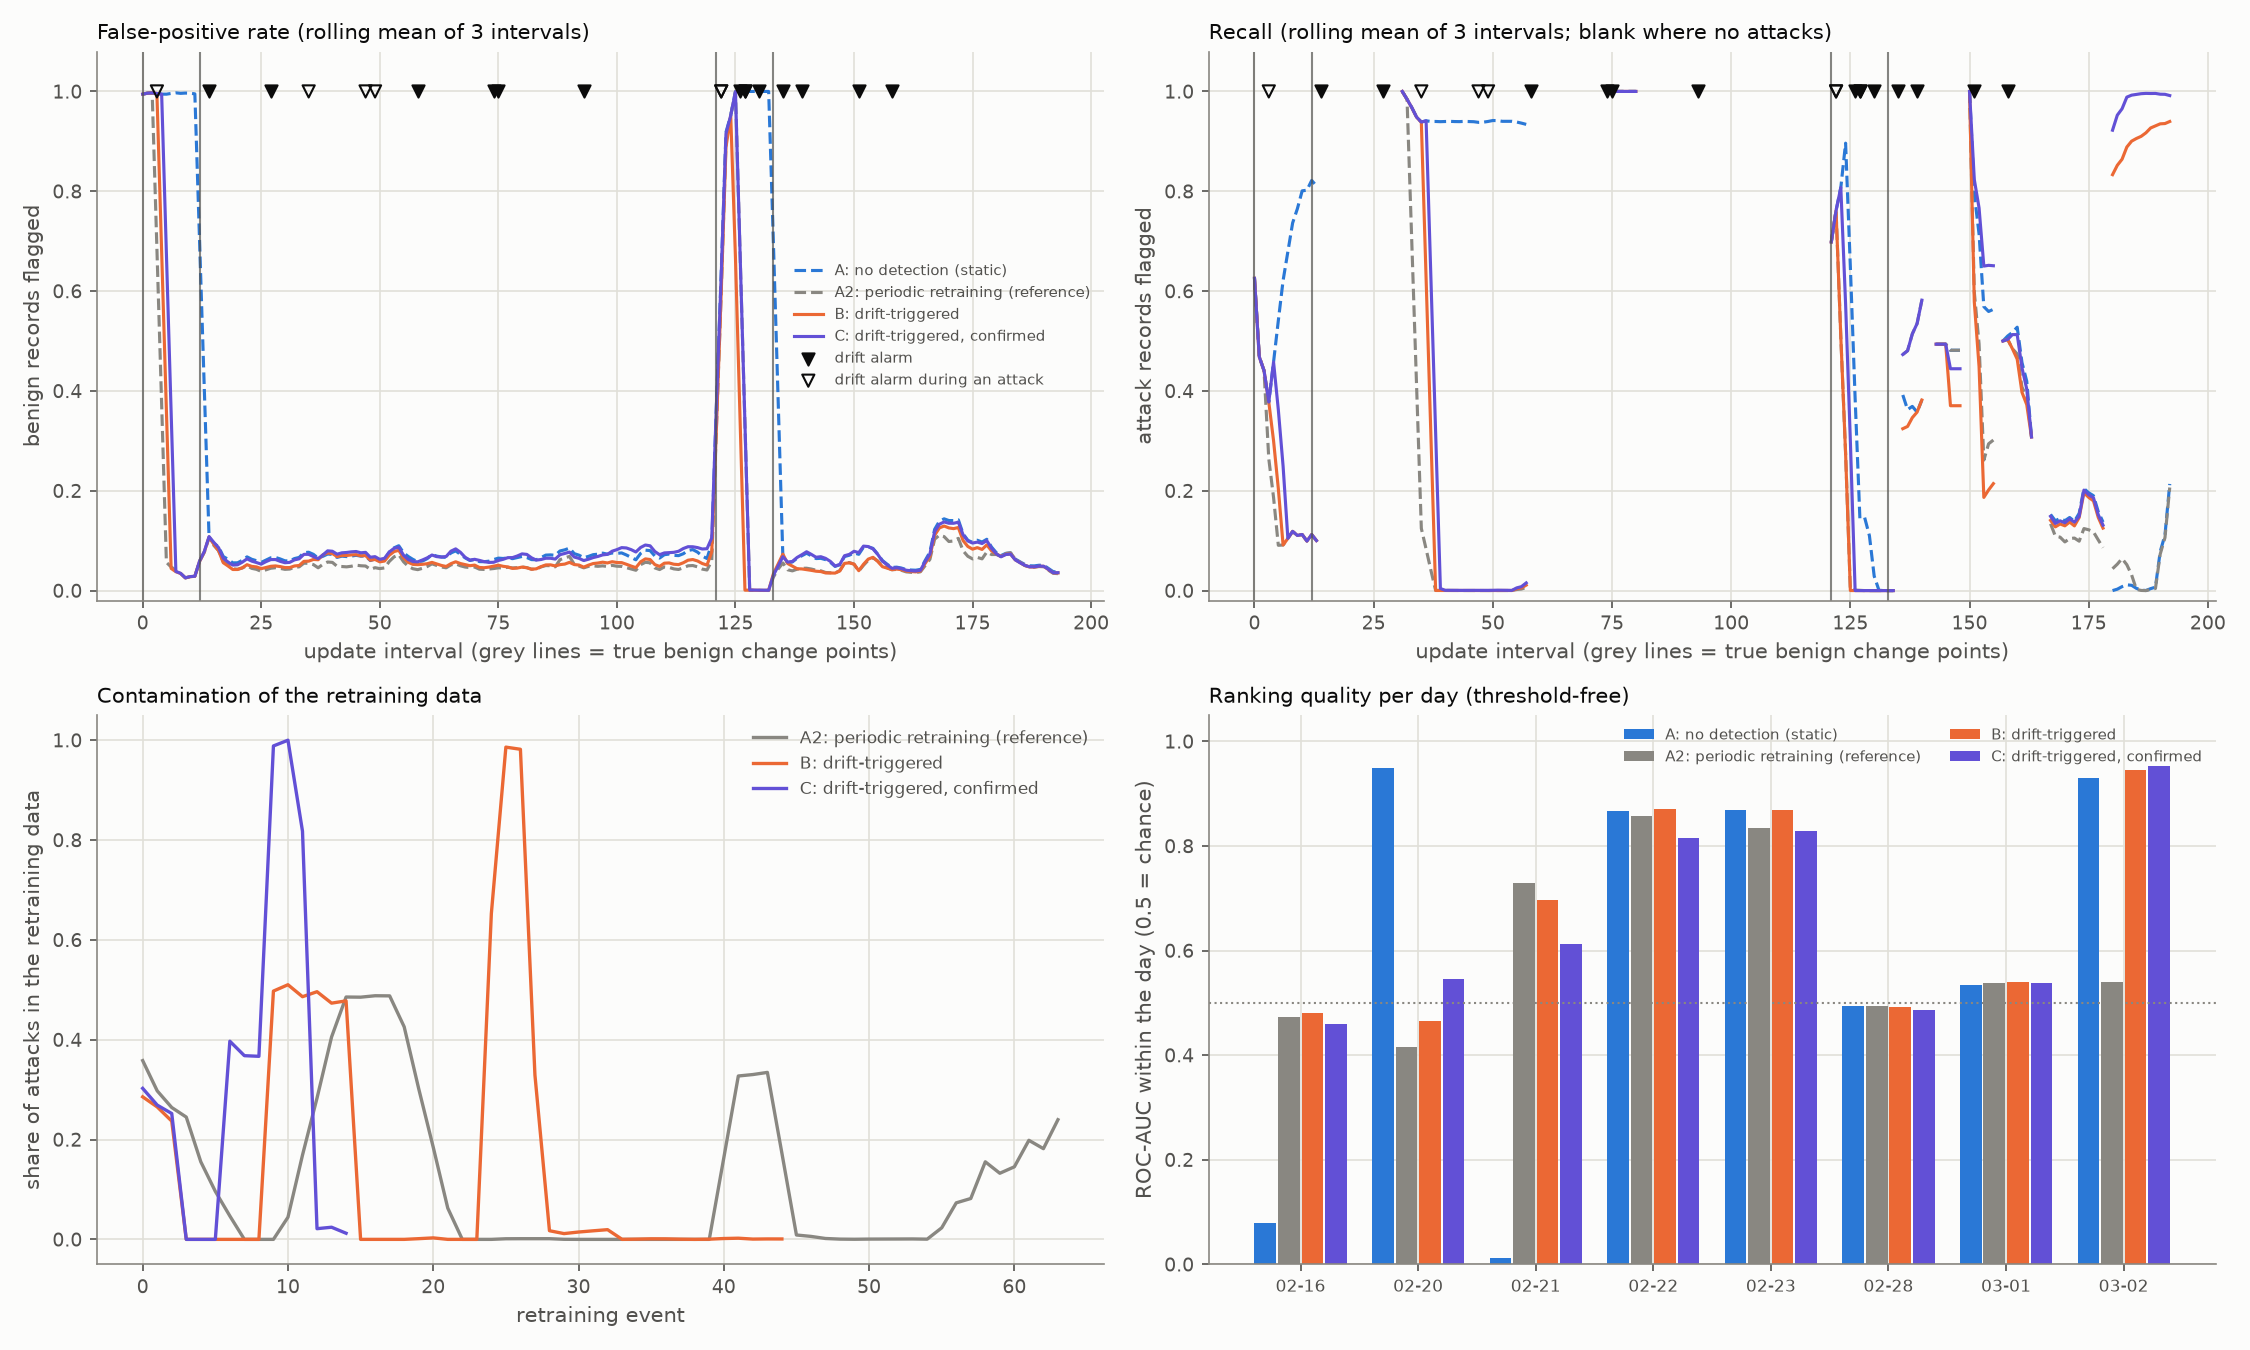 False-positive rate (rolling mean of 3 intervals)
benign records flagged
1.0
0.8
0.6
0.4
0.2
0.0
A: no detection (static)
A2: periodic retraining (reference)
B: drift-triggered
C: drift-triggered, confirmed
drift alarm
drift alarm during an attack
0 25 50 75 100 125 150 175 200
update interval (grey lines = true benign change points)
Recall (rolling mean of 3 intervals; blank where no attacks)
attack records flagged
1.0
0.8
0.6
0.4
0.2
0.0
0 25 50 75 100 125 150 175 200
update interval (grey lines = true benign change points)
Contamination of the retraining data
share of attacks in the retraining data
1.0
0.8
0.6
0.4
0.2
0.0
A2: periodic retraining (reference)
B: drift-triggered
C: drift-triggered, confirmed
0 10 20 30 40 50 60
retraining event
Ranking quality per day (threshold-free)
ROC-AUC within the day (0.5 = chance)
1.0
0.8
0.6
0.4
0.2
0.0
A: no detection (static)
A2: periodic retraining (reference)
B: drift-triggered
C: drift-triggered, confirmed
02-16 02-20 02-21 02-22 02-23 02-28 03-01 03-02